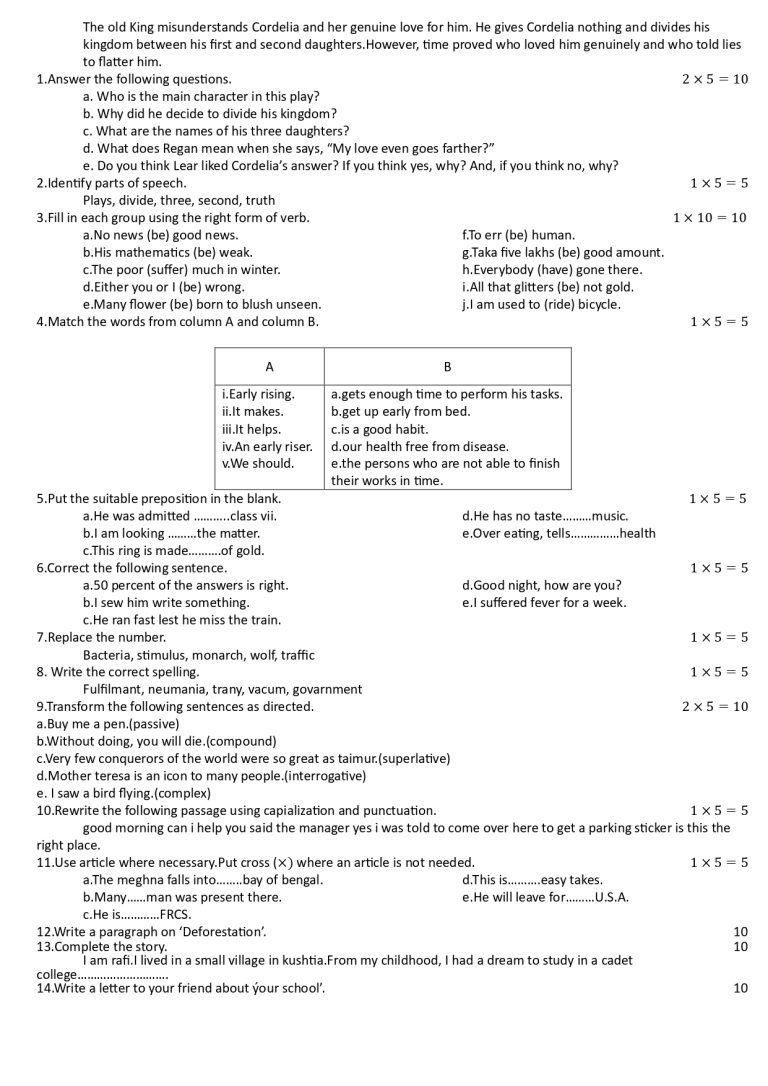 The old King misunderstands Cordelia and her genuine love for him. He gives Cordelia nothing and divides his
kingdom between his first and second daughters.However, time proved who loved him genuinely and who told lies
to flatter him.
1.Answer the following questions. 2 × 5 = 10
a. Who is the main character in this play?
b. Why did he decide to divide his kingdom?
c. What are the names of his three daughters?
d. What does Regan mean when she says, “My love even goes farther?”
e. Do you think Lear liked Cordelia’s answer? If you think yes, why? And, if you think no, why?
2.Identify parts of speech. 1 × 5 = 5
Plays, divide, three, second, truth
3.Fill in each group using the right form of verb. 1 × 10 = 10
a.No news (be) good news. f.To err (be) human.
b.His mathematics (be) weak. g.Taka five lakhs (be) good amount.
c.The poor (suffer) much in winter. h.Everybody (have) gone there.
d.Either you or I (be) wrong. i.All that glitters (be) not gold.
e.Many flower (be) born to blush unseen. j.I am used to (ride) bicycle.
4.Match the words from column A and column B. 1 × 5 = 5
A B
i.Early rising. a.gets enough time to perform his tasks.
ii.It makes. b.get up early from bed.
iii.It helps. c.is a good habit.
iv.An early riser. d.our health free from disease.
v.We should. e.the persons who are not able to finish
their works in time.
5.Put the suitable preposition in the blank. 1 × 5 = 5
a.He was admitted ………..class vii. d.He has no taste………music.
b.I am looking ………the matter. e.Over eating, tells……………health
c.This ring is made……….of gold.
6.Correct the following sentence. 1 × 5 = 5
a.50 percent of the answers is right. d.Good night, how are you?
b.I sew him write something. e.I suffered fever for a week.
c.He ran fast lest he miss the train.
7.Replace the number. 1 × 5 = 5
Bacteria, stimulus, monarch, wolf, traffic
8. Write the correct spelling. 1 × 5 = 5
Fulfilmant, neumania, trany, vacum, govarnment
9.Transform the following sentences as directed. 2 × 5 = 10
a.Buy me a pen.(passive)
b.Without doing, you will die.(compound)
c.Very few conquerors of the world were so great as taimur.(superlative)
d.Mother teresa is an icon to many people.(interrogative)
e. I saw a bird flying.(complex)
10.Rewrite the following passage using capialization and punctuation. 1 × 5 = 5
good morning can i help you said the manager yes i was told to come over here to get a parking sticker is this the
right place.
11.Use article where necessary.Put cross (×) where an article is not needed. 1 × 5 = 5
a.The meghna falls into……..bay of bengal. d.This is……….easy takes.
b.Many……man was present there. e.He will leave for………U.S.A.
c.He is…………FRCS.
12.Write a paragraph on ‘Deforestation’. 10
13.Complete the story. 10
I am rafi.I lived in a small village in kushtia.From my childhood, I had a dream to study in a cadet
college……………………….
14.Write a letter to your friend about ‘your school’. 10